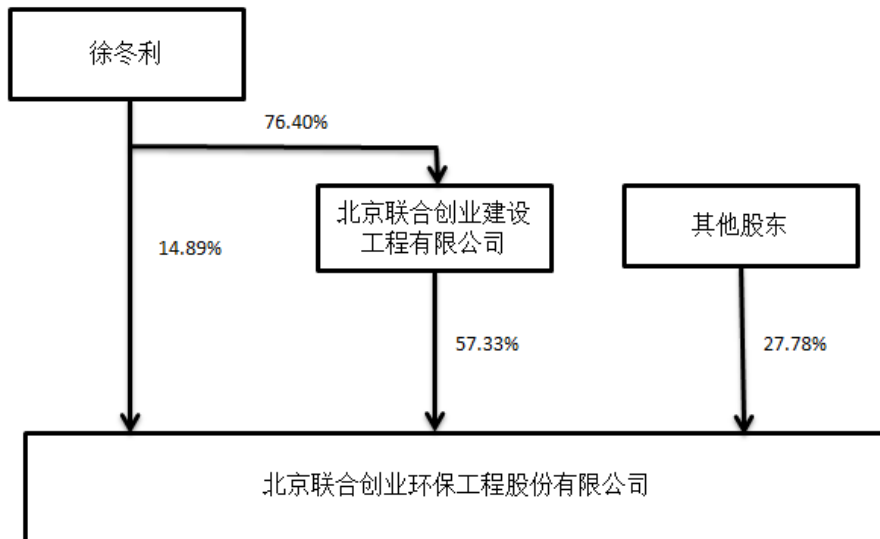 徐冬利
76.40%
北京联合创业建设
工程有限公司
其他股东
14.89%
57.33%
27.78%
北京联合创业环保工程股份有限公司